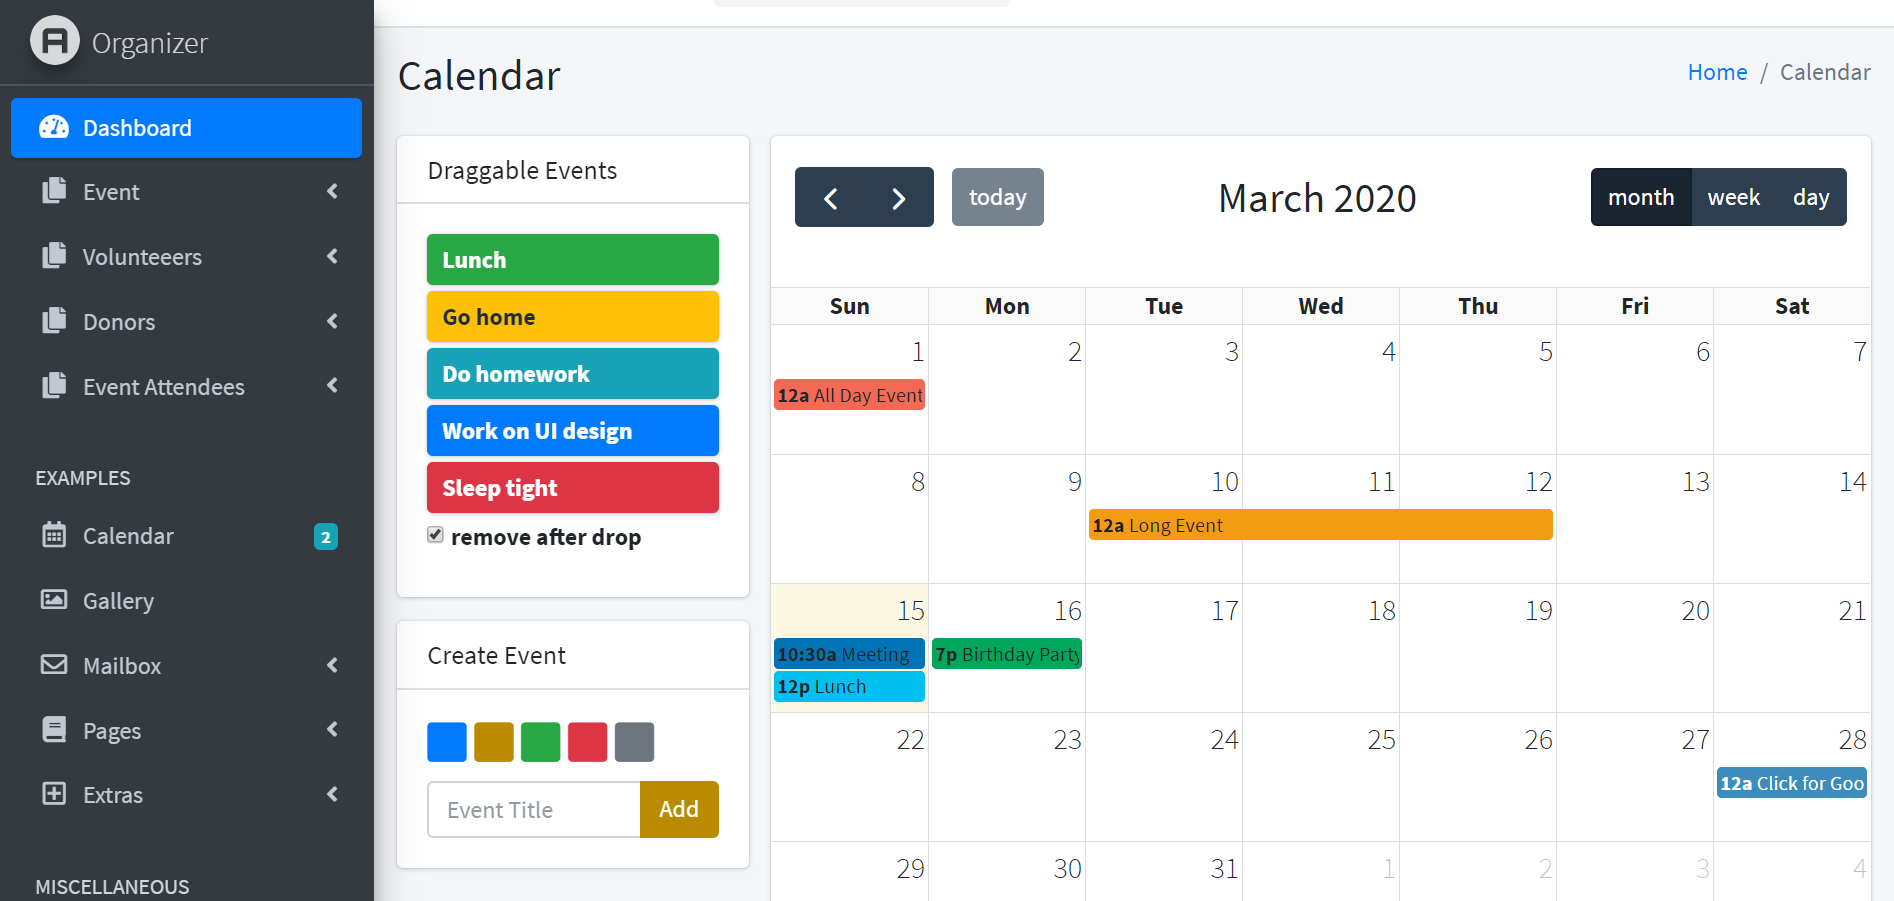 A Organizer
Dashboard
Event
Volunteeers
Donors
Event Attendees
EXAMPLES
Calendar 2
Gallery
Mailbox
Pages
Extras
MISCELLANEOUS
Calendar
Home / Calendar
Draggable Events
Lunch
Go home
Do homework
Work on UI design
Sleep tight
remove after drop
Create Event
Event Title Add
today
March 2020
month week day
Sun Mon Tue Wed Thu Fri Sat
1 2 3 4 5 6 7
12a All Day Event
8 9 10 11 12 13 14
12a Long Event
15 16 17 18 19 20 21
10:30a Meeting 7p Birthday Party
12p Lunch
22 23 24 25 26 27 28
12a Click for Goo
29 30 31 1 2 3 4